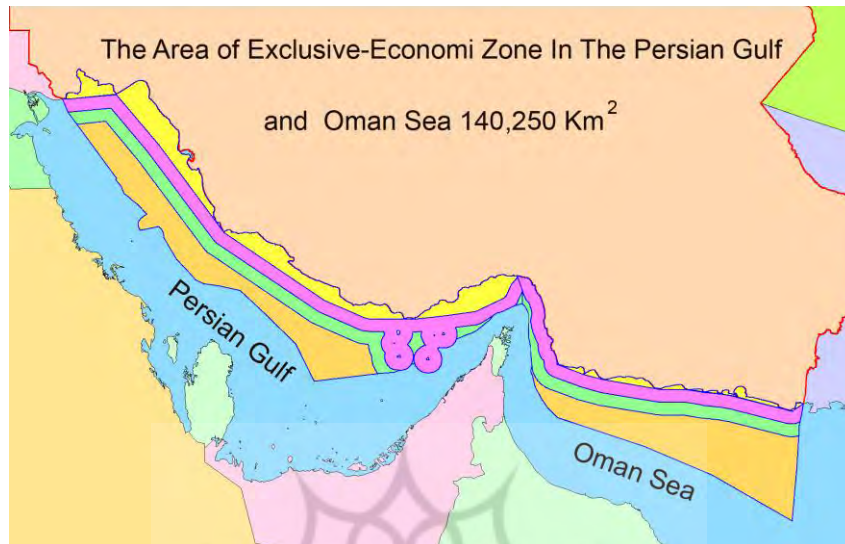 The Area of Exclusive-Economi Zone In The Persian Gulf
and Oman Sea 140,250 Km²
Persian Gulf
Oman Sea